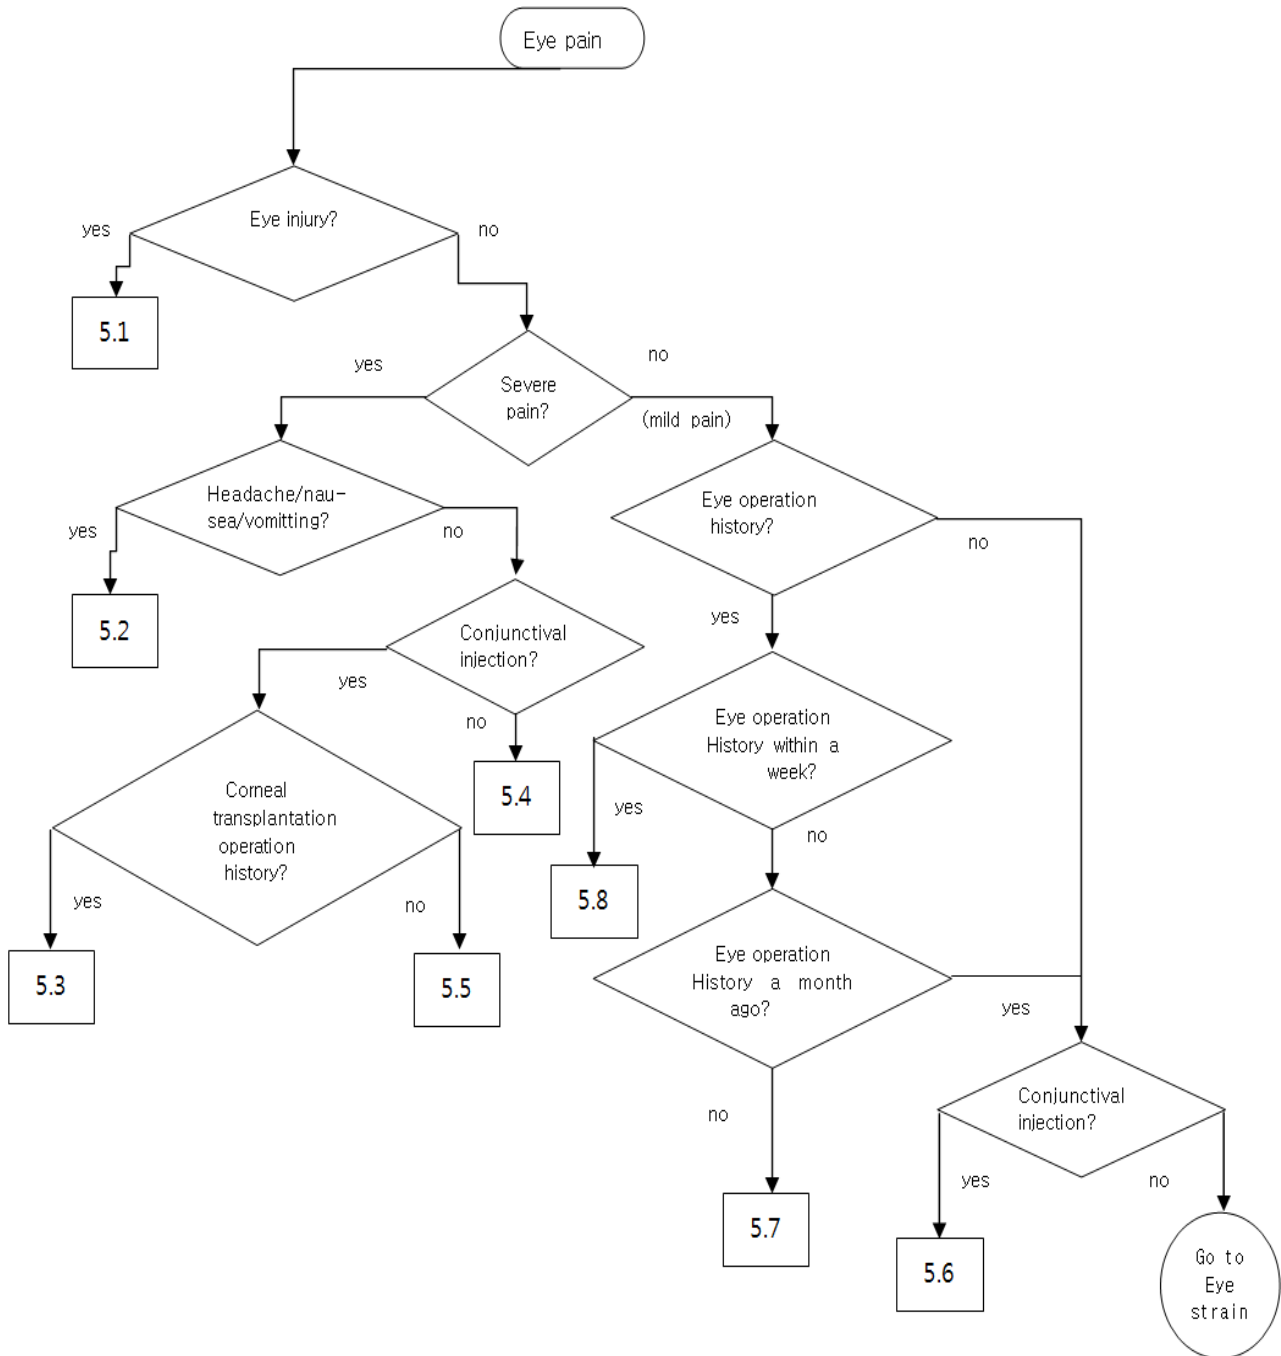 Eye pain
Eye injury?
yes
no
5.1
Severe
pain?
yes
no
(mild pain)
Headache/nau-
sea/vomitting?
yes
no
5.2
Eye operation
history?
no
yes
Conjunctival
injection?
yes
no
5.4
Eye operation
History within a
week?
yes
no
5.8
Corneal
transplantation
operation
history?
yes
no
5.3
5.5
Eye operation
History a month
ago?
yes
no
5.7
Conjunctival
injection?
yes
no
5.6
Go to
Eye
strain